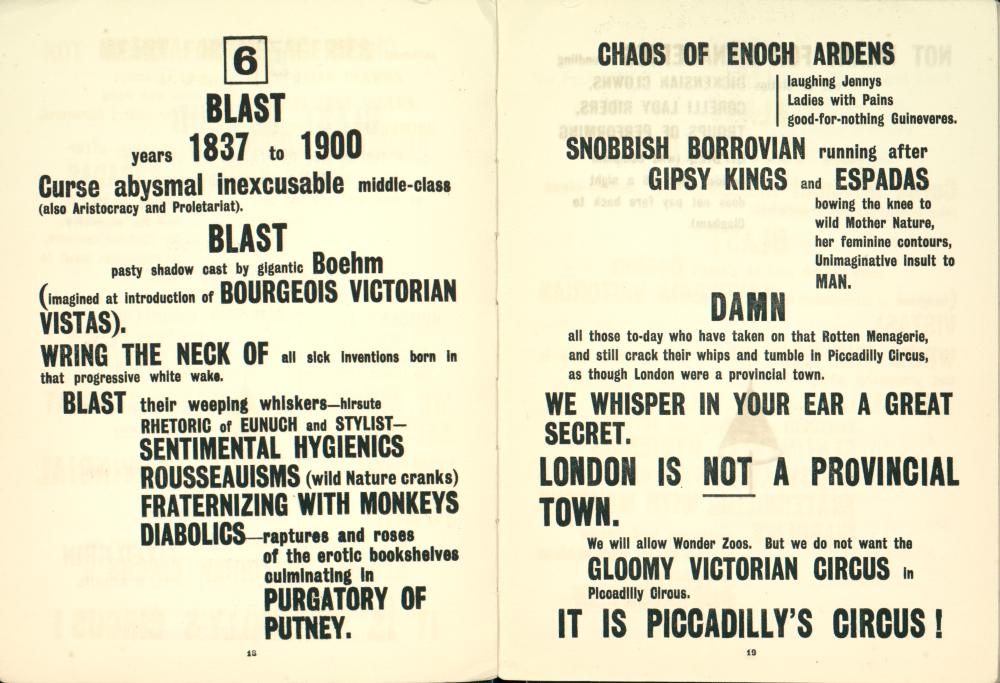 6
BLAST
years 1837 to 1900
Curse abysmal inexcusable middle-class
(also Aristocracy and Proletariat).
BLAST
pasty shadow cast by gigantic Boehm
(imagined at introduction of BOURGEOIS VICTORIAN
VISTAS).
WRING THE NECK OF all sick inventions born in
that progressive white wake.
BLAST their weeping whiskers—hirsute
RHETORIC of EUNUCH and STYLIST—
SENTIMENTAL HYGIENICS
ROUSSEAUISMS (wild Nature cranks)
FRATERNIZING WITH MONKEYS
DIABOLICS—raptures and roses
of the erotic bookshelves
culminating in
PURGATORY OF
PUTNEY.
18
CHAOS OF ENOCH ARDENS
laughing Jennys
Ladies with Pains
good-for-nothing Guineveres.
SNOBBISH BORROVIAN running after
GIPSY KINGS and ESPADAS
bowing the knee to
wild Mother Nature,
her feminine contours,
Unimaginative insult to
MAN.
DAMN
all those to-day who have taken on that Rotten Menagerie,
and still crack their whips and tumble in Piccadilly Circus,
as though London were a provincial town.
WE WHISPER IN YOUR EAR A GREAT
SECRET.
LONDON IS NOT A PROVINCIAL
TOWN.
We will allow Wonder Zoos. But we do not want the
GLOOMY VICTORIAN CIRCUS in
Piccadilly Circus.
IT IS PICCADILLY'S CIRCUS !
19